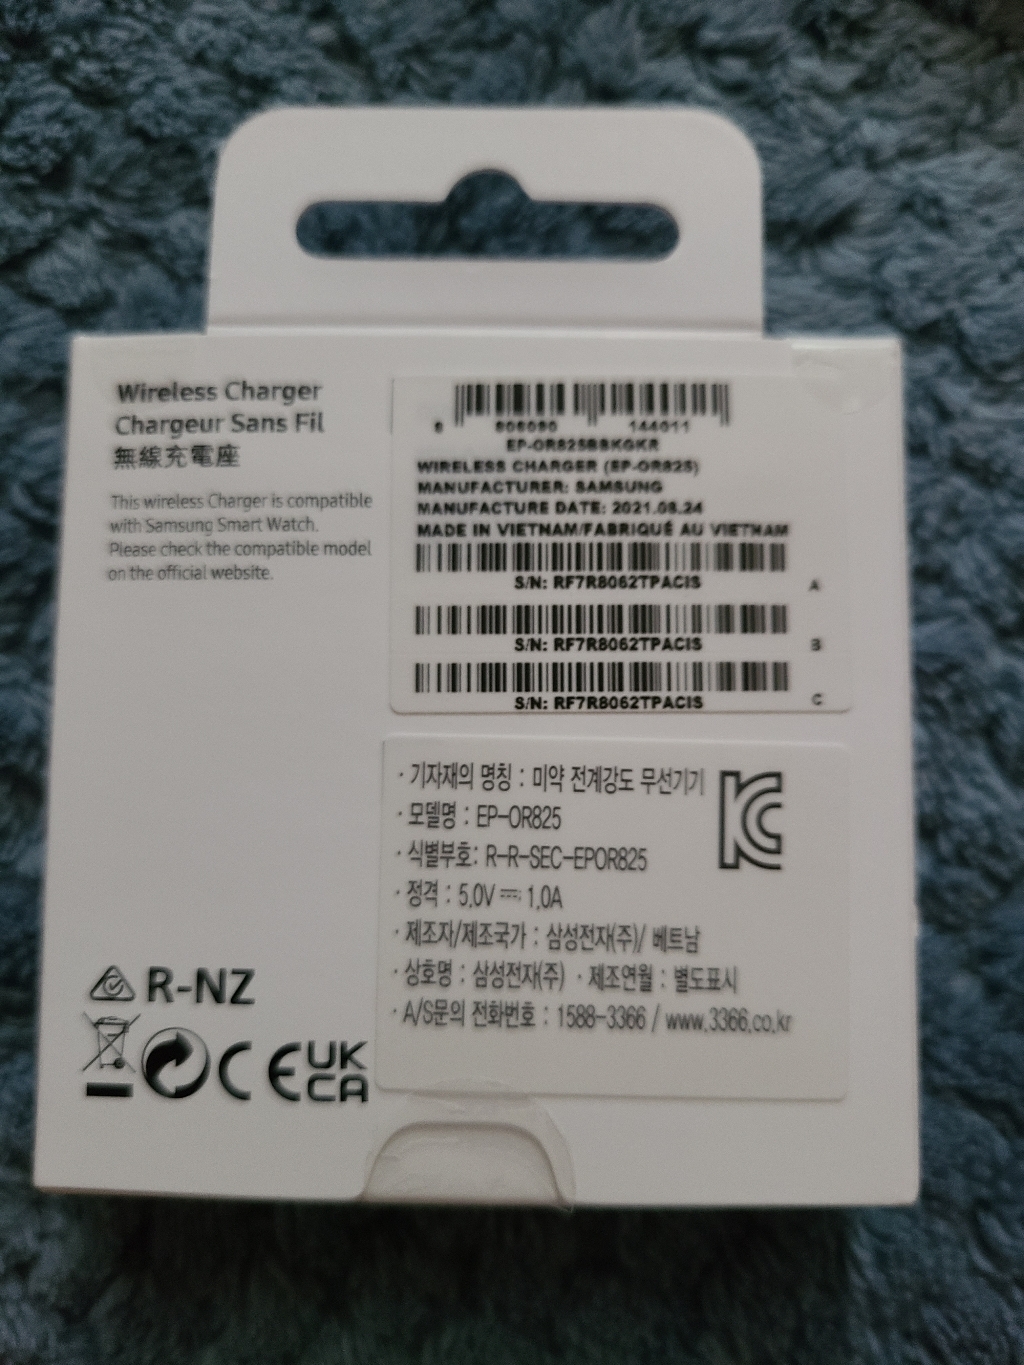 Wireless Charger
Chargeur Sans Fil
無線充電座
This wireless Charger is compatible
with Samsung Smart Watch.
Please check the compatible model
on the official website.
R-NZ
CE
UK
CA
8 806090 144011
EP-OR825BBKGKR
WIRELESS CHARGER (EP-OR825)
MANUFACTURER: SAMSUNG
MANUFACTURE DATE: 2021.08.24
MADE IN VIETNAM/FABRIQUÉ AU VIETNAM
S/N: RF7R8062TPACIS A
S/N: RF7R8062TPACIS B
S/N: RF7R8062TPACIS C
· 기자재의 명칭 : 미약 전계강도 무선기기
· 모델명 : EP-OR825
· 식별부호: R-R-SEC-EPOR825
· 정격 : 5.0V ⎓ 1.0A
· 제조자/제조국가 : 삼성전자(주)/ 베트남
· 상호명 : 삼성전자(주) · 제조연월 : 별도표시
· A/S문의 전화번호 : 1588-3366 / www.3366.co.kr
KC